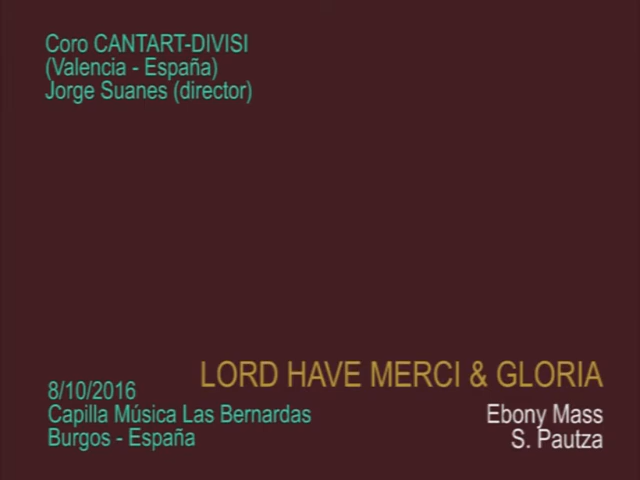 Coro CANTART-DIVISI
(Valencia - España)
Jorge Suanes (director)
LORD HAVE MERCI & GLORIA
8/10/2016
Capilla Música Las Bernardas
Burgos - España
Ebony Mass
S. Pautza